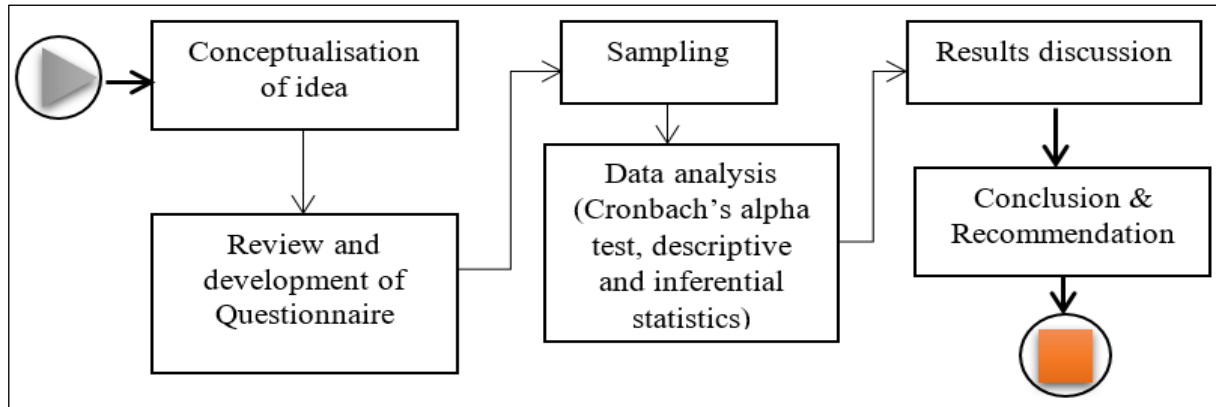 Conceptualisation
of idea
Review and
development of
Questionnaire
Sampling
Data analysis
(Cronbach's alpha
test, descriptive
and inferential
statistics)
Results discussion
Conclusion &
Recommendation